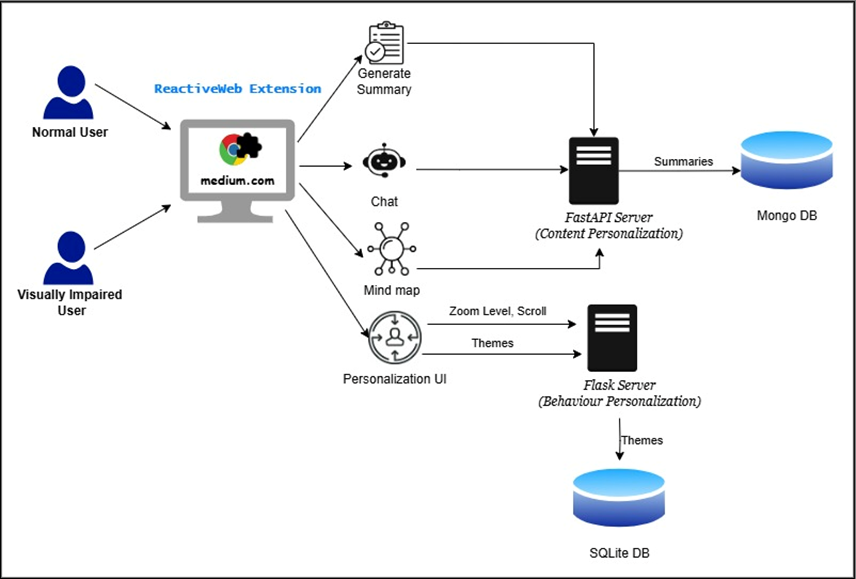 Generate
Summary
ReactiveWeb Extension
Normal User
medium.com
Summaries
Chat
Mongo DB
FastAPI Server
(Content Personalization)
Visually Impaired
User
Mind map
Zoom Level, Scroll
Themes
Personalization UI
Flask Server
(Behaviour Personalization)
Themes
SQLite DB